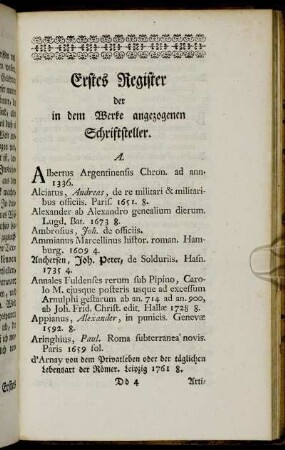 Erstes Register
der
in dem Werke angezogenen
Schriftsteller.
A.
Albertus Argentinensis Chron. ad ann.
1336.
Alciatus, Andreas, de re militari & militari-
bus officiis. Paris. 1651. 8.
Alexander ab Alexandro genealium dierum.
Lugd. Bat. 1673 8.
Ambrosius, Joh. de officiis.
Ammianus Marcellinus histor. roman. Ham-
burg. 1609 4.
Anchersen, Joh. Peter, de Solduriis. Hafn.
1735 4.
Annales Fuldenses rerum sub Pipino, Caro-
lo M. ejusque posteris usque ad excessum
Arnulphi gestarum ab an. 714 ad an. 900,
ab Joh. Frid. Christ. edit. Hallæ 1728 8.
Appianus, Alexander, in punicis. Genevæ
1592. 8.
Aringhius, Paul. Roma subterranea novis.
Paris 1659 fol.
d'Arnay von dem Privatleben oder der täglichen
Lebensart der Römer. Leipzig 1761 8.
Dd 4 Arti-